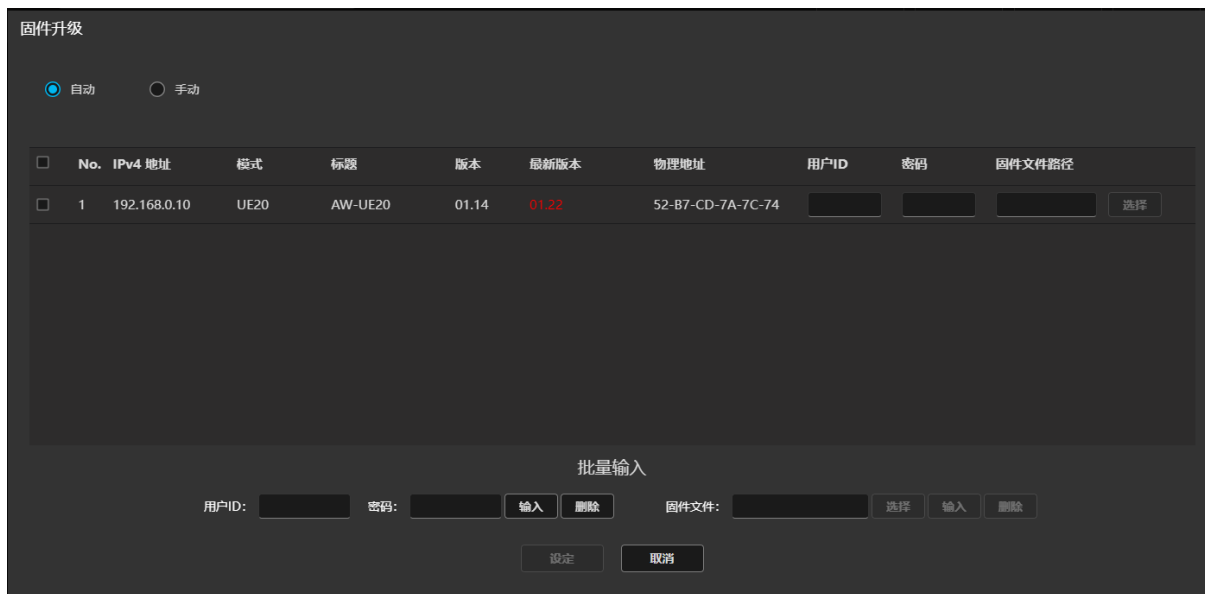 固件升级
自动 手动
No. IPv4 地址 模式 标题 版本 最新版本 物理地址 用户ID 密码 固件文件路径
1 192.168.0.10 UE20 AW-UE20 01.14 01.22 52-B7-CD-7A-7C-74 选择
批量输入
用户ID: 密码: 输入 删除 固件文件: 选择 输入 删除
设定 取消